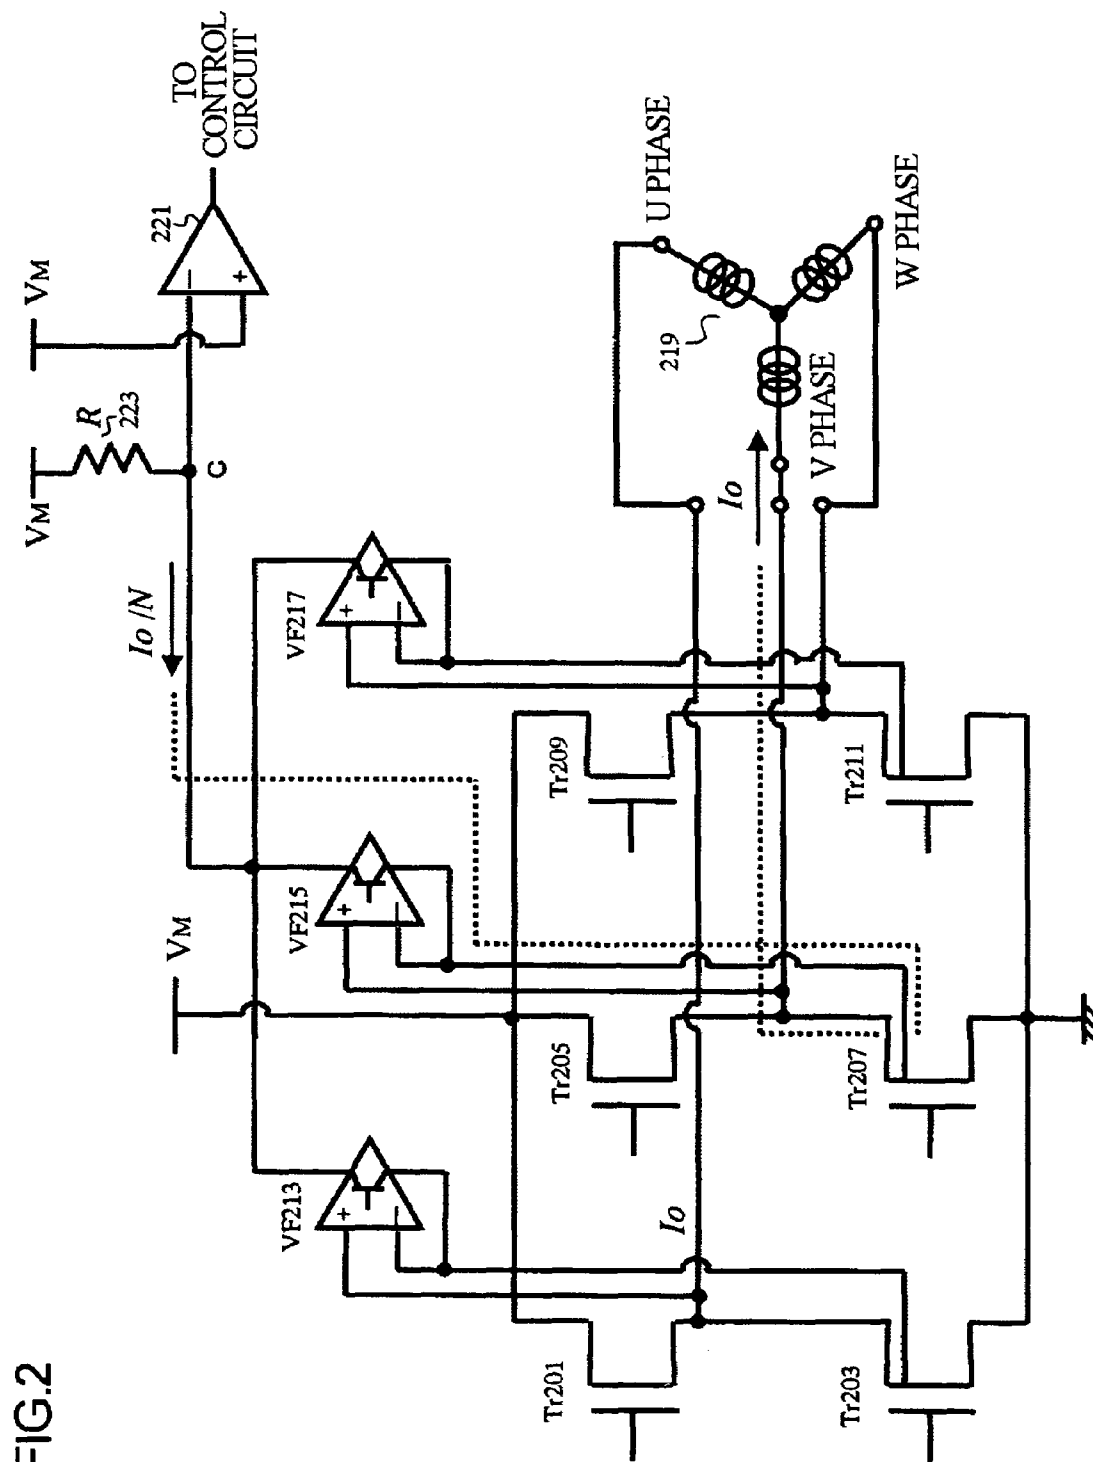 FIG.2
TO
CONTROL
CIRCUIT
221
−
+
VM
VM
R
223
C
Io/N
VM
VF213
+
−
VF215
+
−
VF217
+
−
U PHASE
219
W PHASE
V PHASE
Io
Io
Tr201
Tr205
Tr209
Tr203
Tr207
Tr211